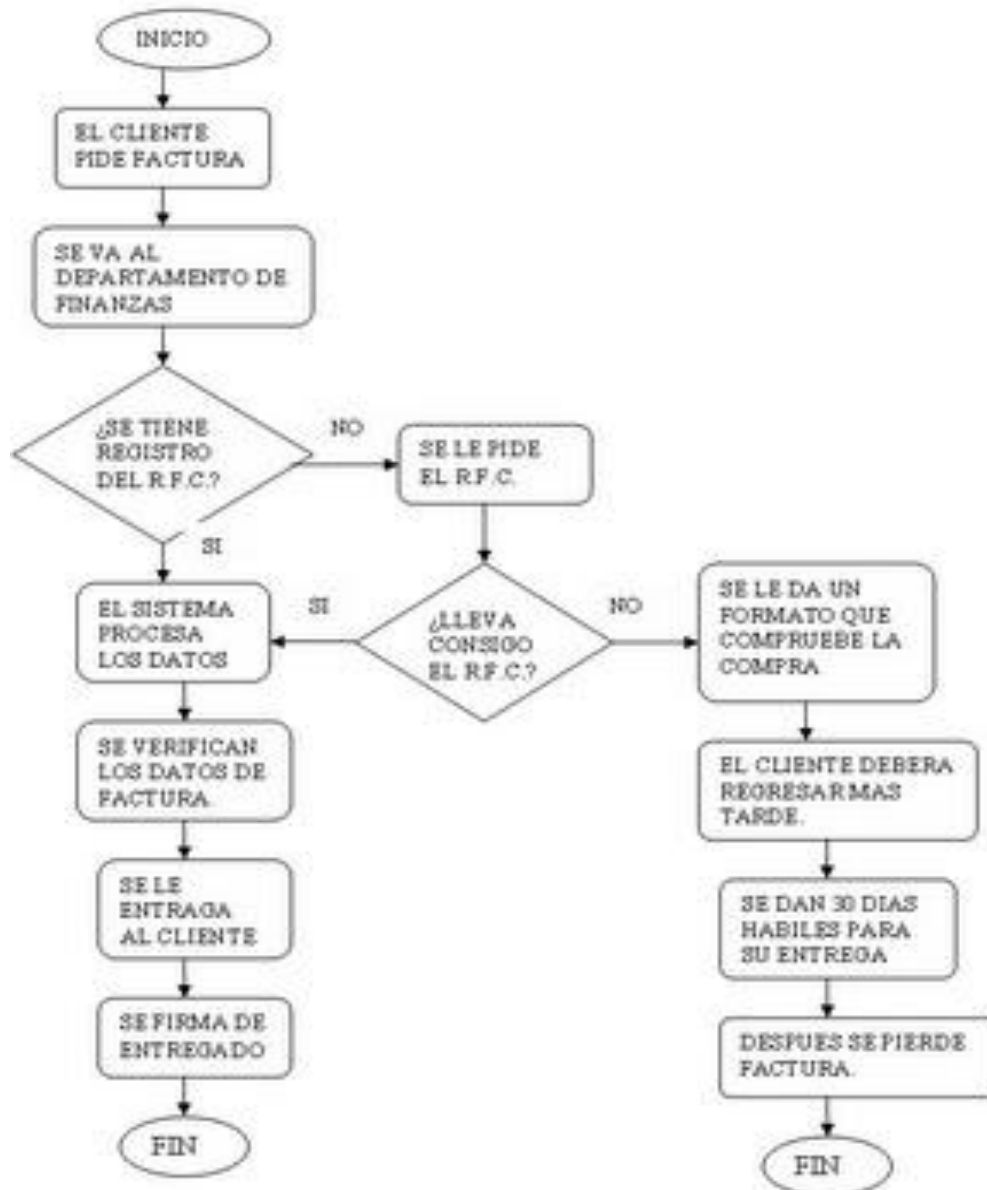 INICIO
EL CLIENTE
PIDE FACTURA
SE VA AL
DEPARTAMENTO DE
FINANZAS
¿SE TIENE
REGISTRO
DEL R.F.C.?
NO
SE LE PIDE
EL R.F.C.
SI
EL SISTEMA
PROCESA
LOS DATOS
SI
¿LLEVA
CONSIGO
EL R.F.C.?
NO
SE LE DA UN
FORMATO QUE
COMPRUEBE LA
COMPRA
SE VERIFICAN
LOS DATOS DE
FACTURA.
EL CLIENTE DEBERA
REGRESAR MAS
TARDE.
SE LE
ENTRAGA
AL CLIENTE
SE DAN 30 DIAS
HABILES PARA
SU ENTREGA
SE FIRMA DE
ENTREGADO
DESPUES SE PIERDE
FACTURA.
FIN
FIN